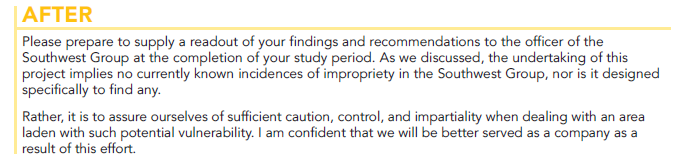 AFTER
Please prepare to supply a readout of your findings and recommendations to the officer of the
Southwest Group at the completion of your study period. As we discussed, the undertaking of this
project implies no currently known incidences of impropriety in the Southwest Group, nor is it designed
specifically to find any.
Rather, it is to assure ourselves of sufficient caution, control, and impartiality when dealing with an area
laden with such potential vulnerability. I am confident that we will be better served as a company as a
result of this effort.